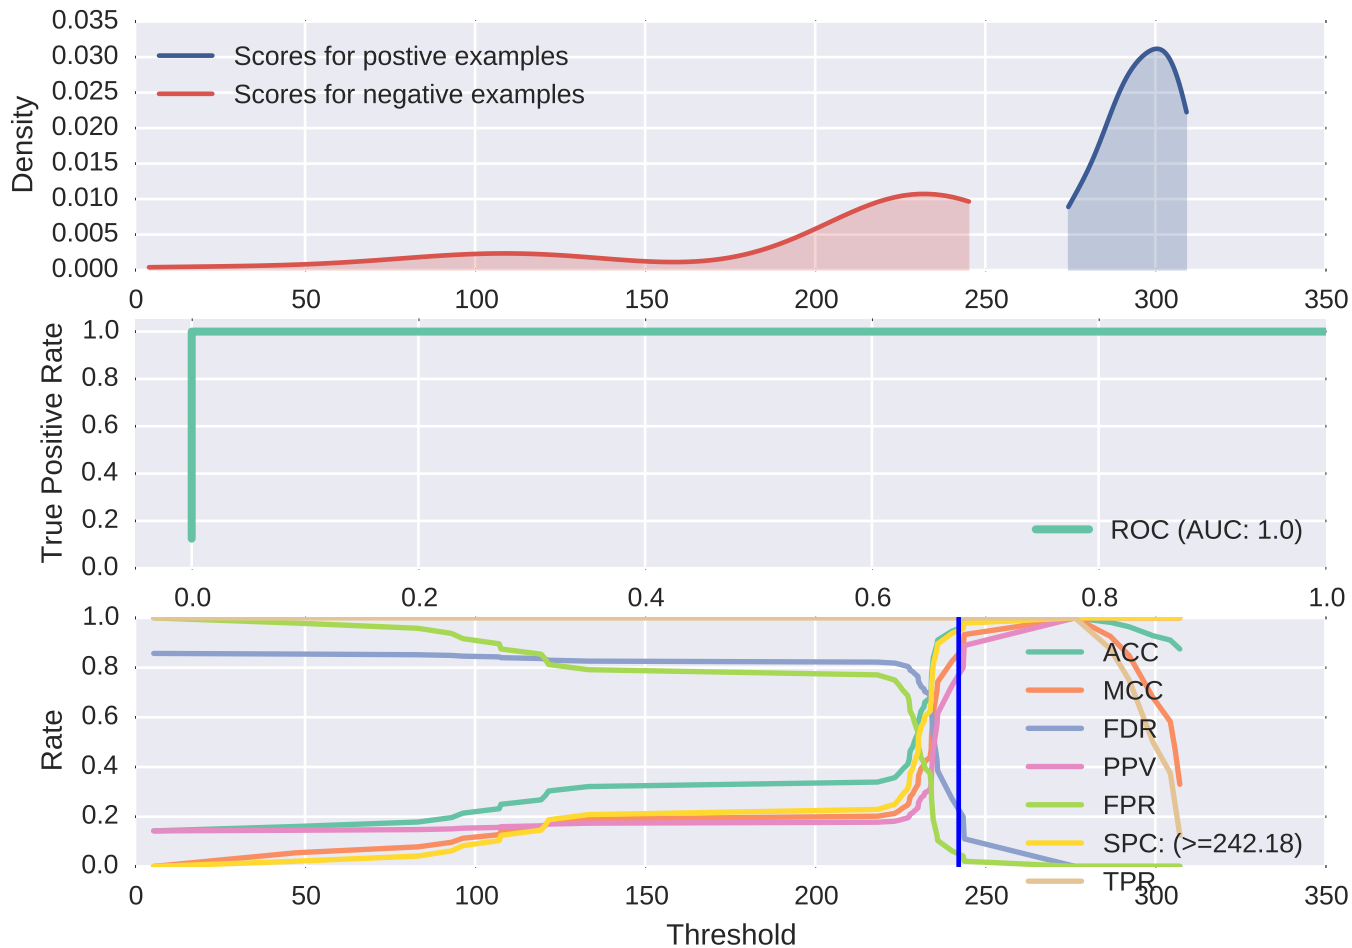 0.035
0.030
0.025
0.020
0.015
0.010
0.005
0.000
Density
Scores for postive examples
Scores for negative examples
0 50 100 150 200 250 300 350
1.0
0.8
0.6
0.4
0.2
0.0
True Positive Rate
ROC (AUC: 1.0)
0.0 0.2 0.4 0.6 0.8 1.0
1.0
0.8
0.6
0.4
0.2
0.0
Rate
ACC
MCC
FDR
PPV
FPR
SPC: (>=242.18)
TPR
0 50 100 150 200 250 300 350
Threshold